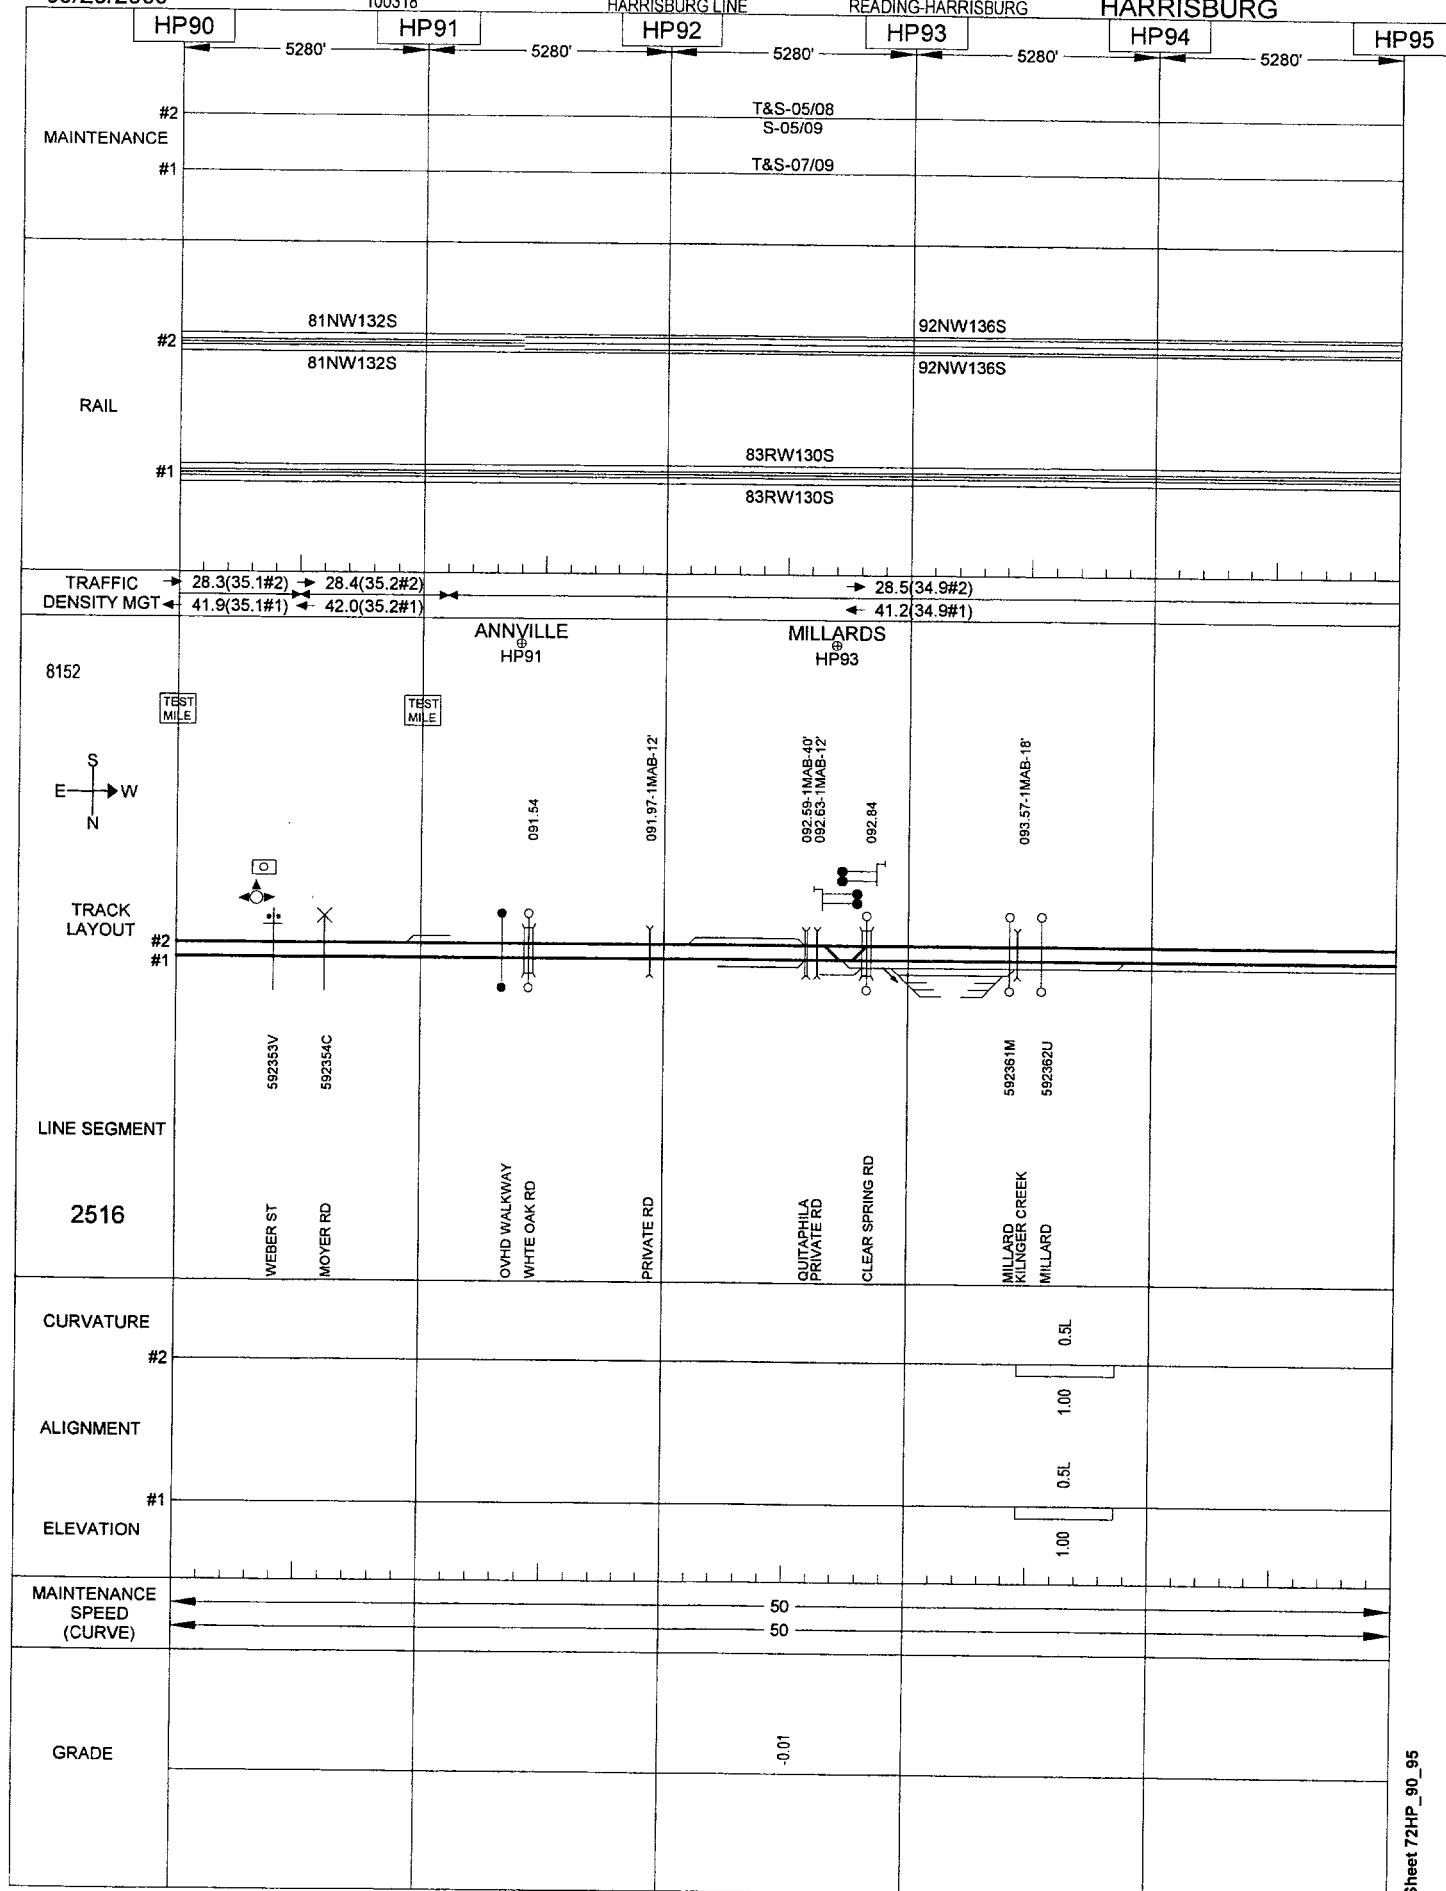 100318
HARRISBURG LINE
READING-HARRISBURG
HARRISBURG
HP90
HP91
HP92
HP93
HP94
HP95
5280'
5280'
5280'
5280'
5280'
MAINTENANCE
#2
T&S-05/08
S-05/09
#1
T&S-07/09
RAIL
#2
81NW132S
92NW136S
81NW132S
92NW136S
#1
83RW130S
83RW130S
TRAFFIC
DENSITY MGT
28.3(35.1#2)
28.4(35.2#2)
28.5(34.9#2)
41.9(35.1#1)
42.0(35.2#1)
41.2(34.9#1)
8152
ANNVILLE
HP91
MILLARDS
HP93
TEST
MILE
TEST
MILE
S
E
W
N
091.54
091.97-1MAB-12'
092.59-1MAB-40'
092.63-1MAB-12'
092.84
093.57-1MAB-18'
TRACK
LAYOUT
#2
#1
592353V
592354C
592361M
592362U
LINE SEGMENT
2516
WEBER ST
MOYER RD
OVHD WALKWAY
WHTE OAK RD
PRIVATE RD
QUITAPHILA
PRIVATE RD
CLEAR SPRING RD
MILLARD
KILNGER CREEK
MILLARD
CURVATURE
#2
0.5L
1.00
ALIGNMENT
#1
0.5L
1.00
ELEVATION
MAINTENANCE
SPEED
(CURVE)
50
50
GRADE
-0.01
Sheet 72HP_90_95